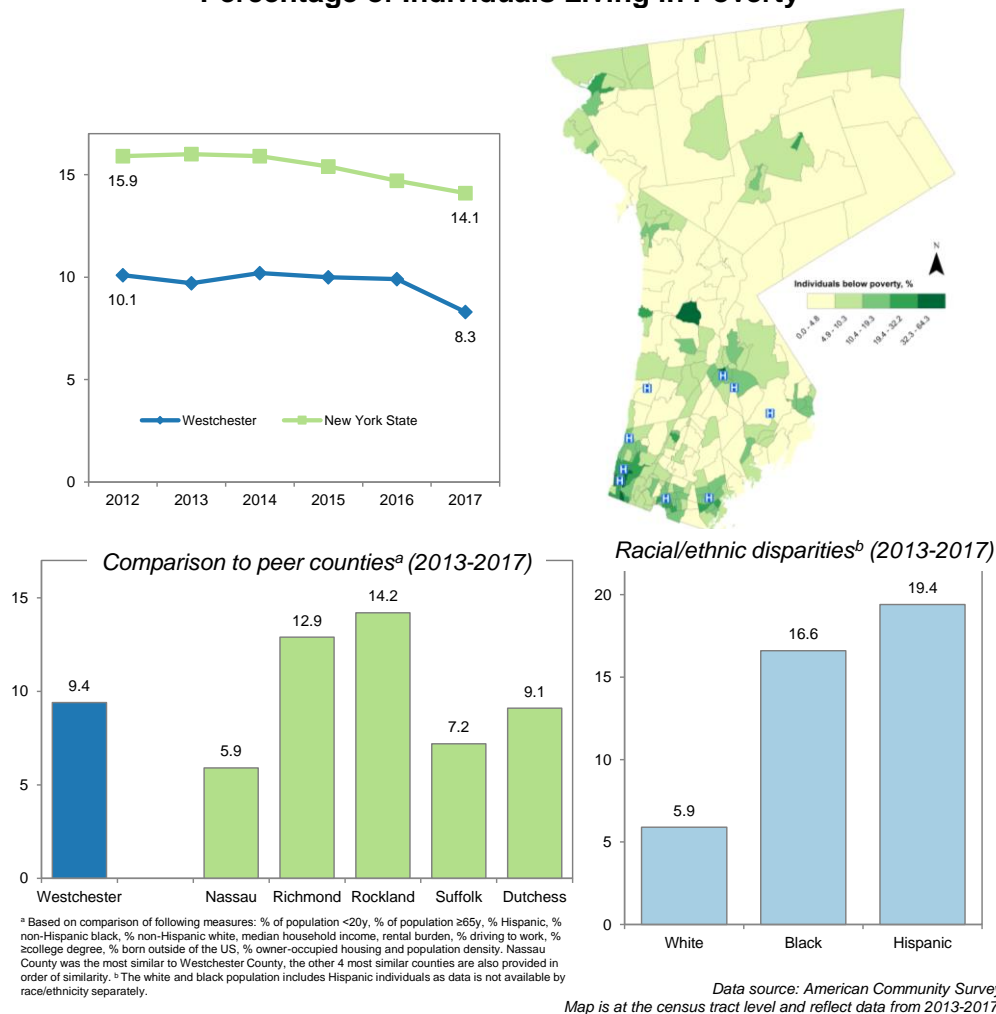 Percentage of Individuals Living in Poverty
15
10
5
0
15.9
14.1
10.1
8.3
Westchester
New York State
2012
2013
2014
2015
2016
2017
N
Individuals below poverty, %
0.0 - 4.8
4.9 - 10.3
10.4 - 19.3
19.4 - 32.2
32.3 - 64.3
H
H
H
H
H
H
H
H
H
Comparison to peer countiesᵃ (2013-2017)
15
10
5
0
9.4
5.9
12.9
14.2
7.2
9.1
Westchester
Nassau
Richmond
Rockland
Suffolk
Dutchess
ᵃ Based on comparison of following measures: % of population <20y, % of population ≥65y, % Hispanic, %
non-Hispanic black, % non-Hispanic white, median household income, rental burden, % driving to work, %
≥college degree, % born outside of the US, % owner-occupied housing and population density. Nassau
County was the most similar to Westchester County, the other 4 most similar counties are also provided in
order of similarity. ᵇ The white and black population includes Hispanic individuals as data is not available by
race/ethnicity separately.
Racial/ethnic disparitiesᵇ (2013-2017)
20
15
10
5
0
5.9
16.6
19.4
White
Black
Hispanic
Data source: American Community Survey
Map is at the census tract level and reflect data from 2013-2017